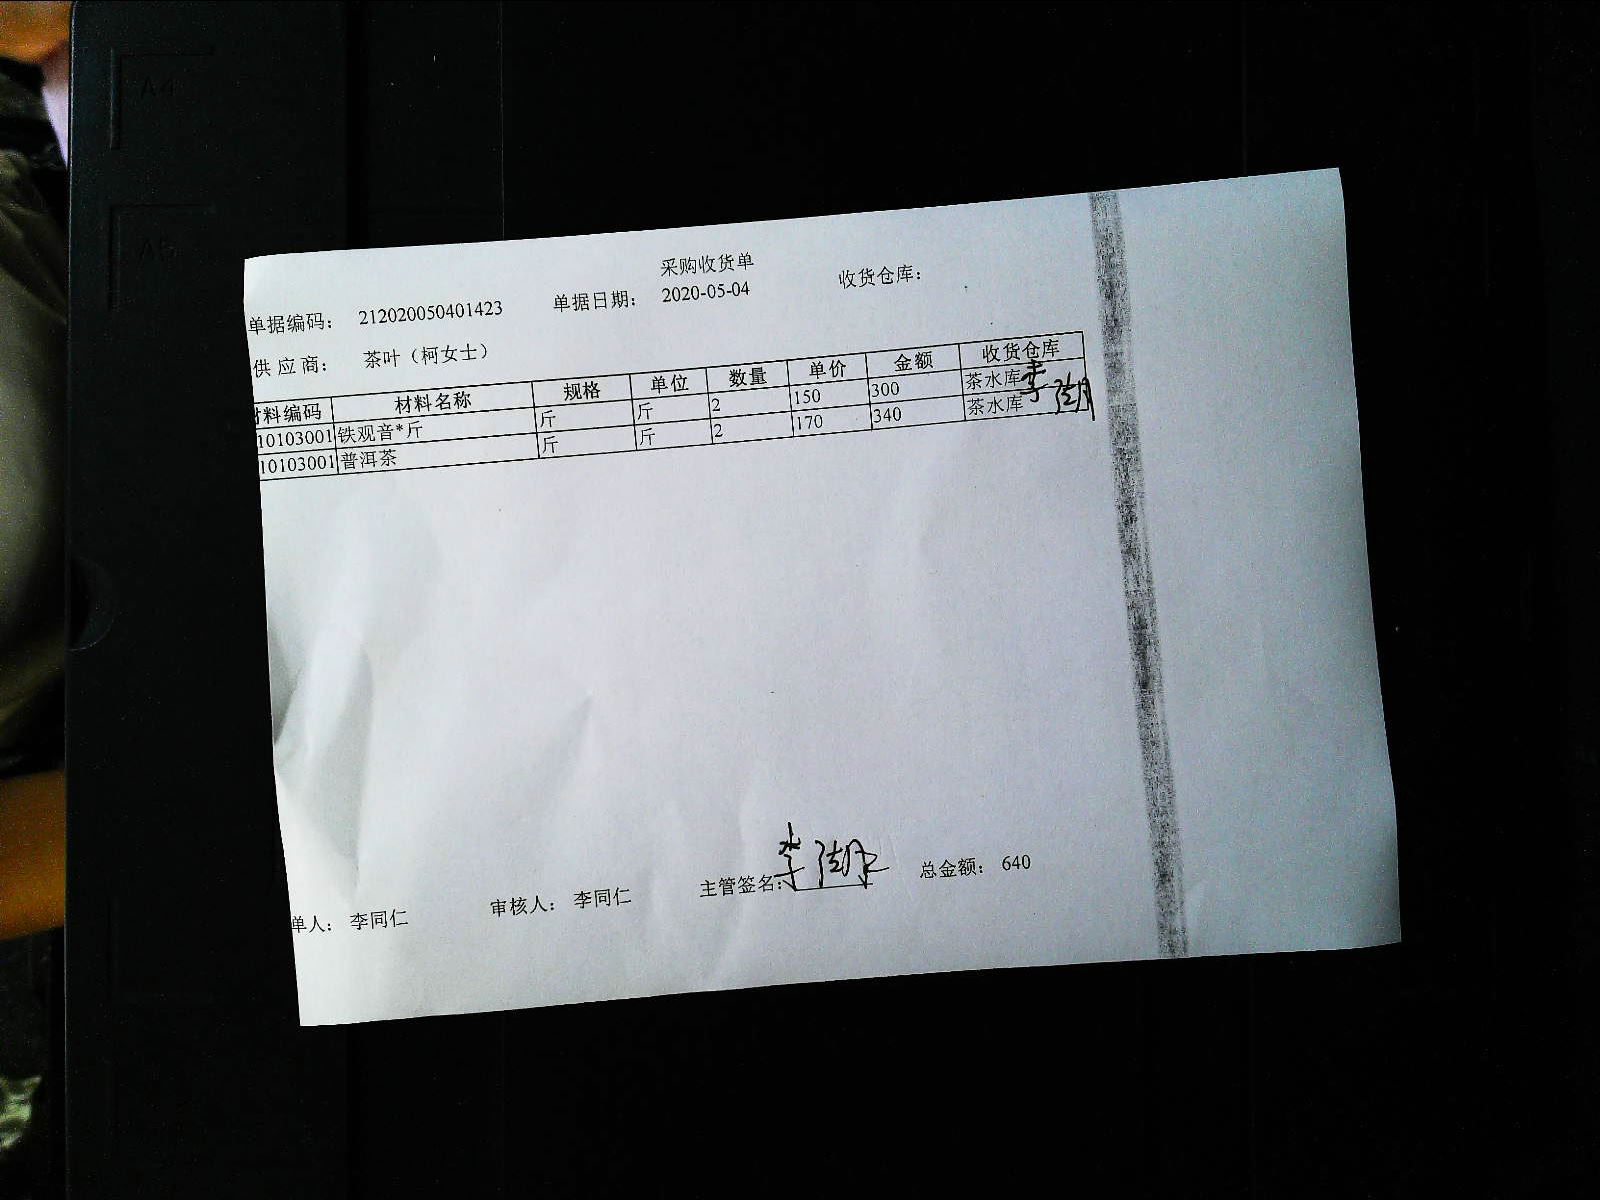 采购收货单
单据编码： 212020050401423 单据日期： 2020-05-04 收货仓库：
供应商： 茶叶（柯女士）
材料编码 材料名称 规格 单位 数量 单价 金额 收货仓库
10103001 铁观音*斤 斤 斤 2 150 300 茶水库
10103001 普洱茶 斤 斤 2 170 340 茶水库
单人： 李同仁 审核人： 李同仁 主管签名： 总金额： 640